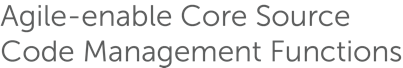 Agile-enable Core Source
Code Management Functions